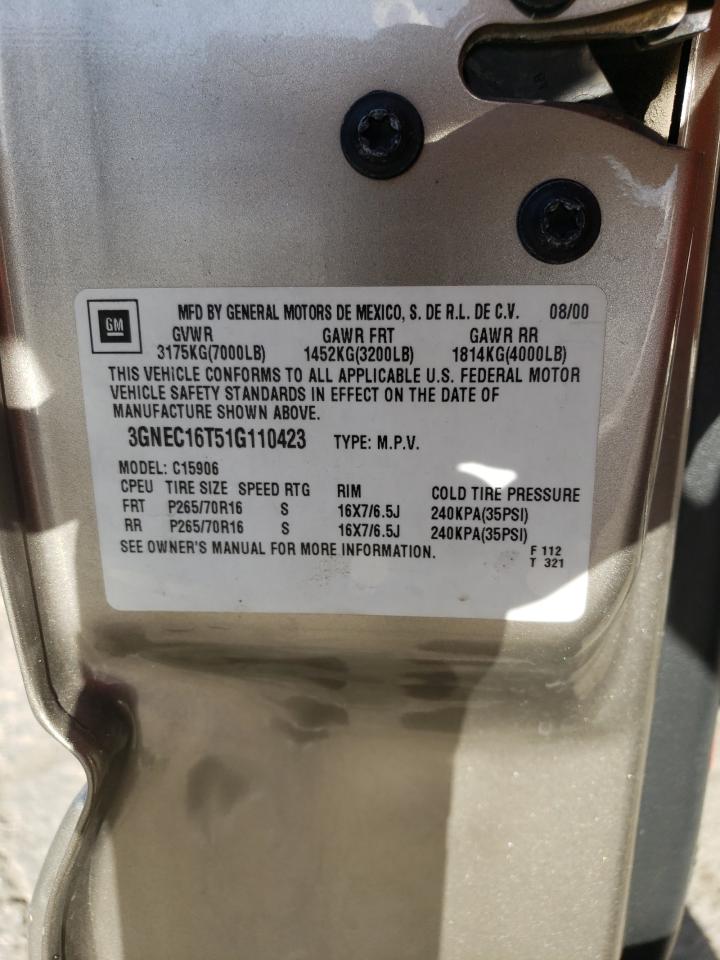 GM
MFD BY GENERAL MOTORS DE MEXICO, S. DE R.L. DE C.V. 08/00
GVWR GAWR FRT GAWR RR
3175KG(7000LB) 1452KG(3200LB) 1814KG(4000LB)
THIS VEHICLE CONFORMS TO ALL APPLICABLE U.S. FEDERAL MOTOR
VEHICLE SAFETY STANDARDS IN EFFECT ON THE DATE OF
MANUFACTURE SHOWN ABOVE.
3GNEC16T51G110423 TYPE: M.P.V.
MODEL: C15906
CPEU TIRE SIZE SPEED RTG RIM COLD TIRE PRESSURE
FRT P265/70R16 S 16X7/6.5J 240KPA(35PSI)
RR P265/70R16 S 16X7/6.5J 240KPA(35PSI)
SEE OWNER'S MANUAL FOR MORE INFORMATION. F 112
T 321